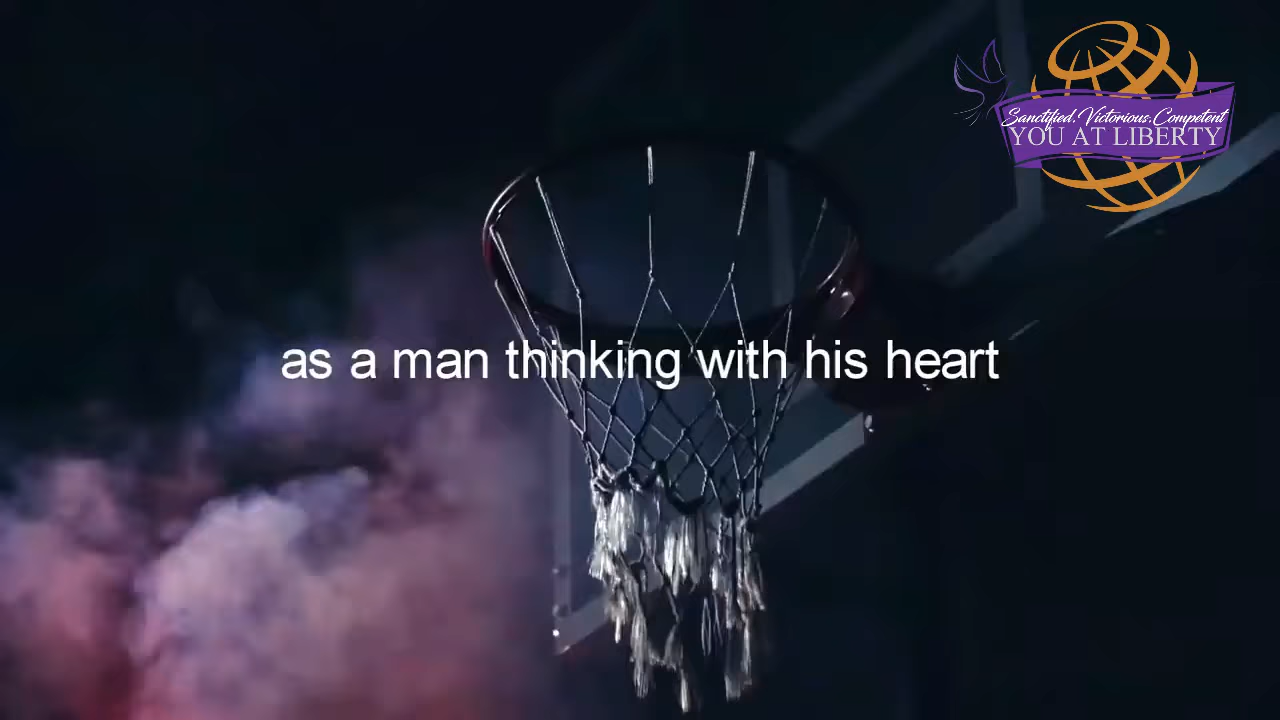 Sanctified. Victorious. Competent
YOU AT LIBERTY
as a man thinking with his heart